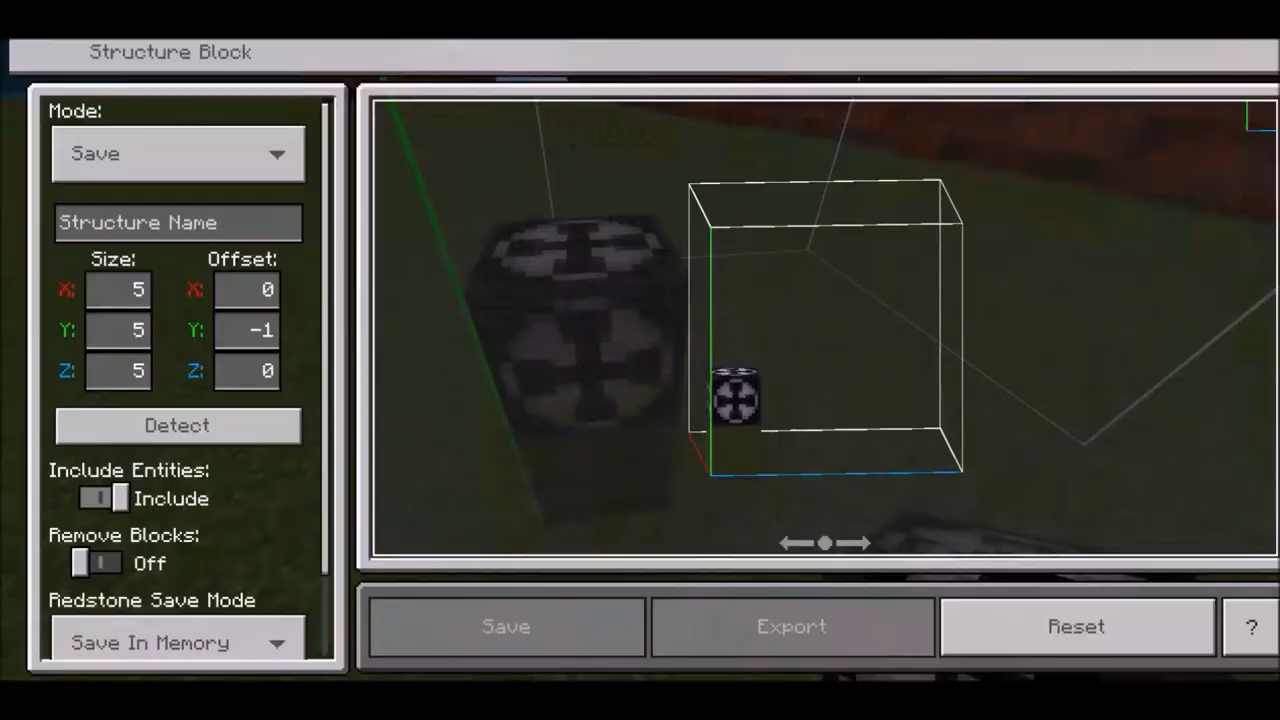 Structure Block
Mode:
Save
Structure Name
Size: Offset:
X: 5 X: 0
Y: 5 Y: -1
Z: 5 Z: 0
Detect
Include Entities:
Include
Remove Blocks:
Off
Redstone Save Mode
Save In Memory
Save Export Reset ?